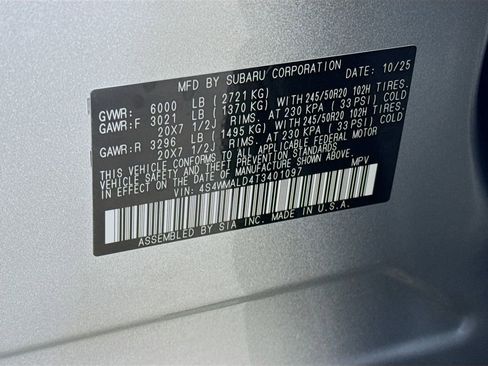 MFD BY SUBARU CORPORATION DATE: 10/25
GVWR: 6000 LB (2721 KG)
GAWR:F 3021 LB (1370 KG) WITH 245/50R20 102H TIRES.
20X7 1/2J RIMS.AT 230 KPA (33 PSI) COLD
GAWR:R 3296 LB (1495 KG) WITH 245/50R20 102H TIRES.
20X7 1/2J RIMS.AT 230 KPA (33 PSI) COLD
THIS VEHICLE CONFORMS TO ALL APPLICABLE FEDERAL MOTOR
VEHICLE SAFETY AND THEFT PREVENTION STANDARDS
IN EFFECT ON THE DATE OF MANUFACTURE SHOWN ABOVE.
VIN: 4S4WMALD4T3401097 MPV
ASSEMBLED BY SIA INC. MADE IN U.S.A.